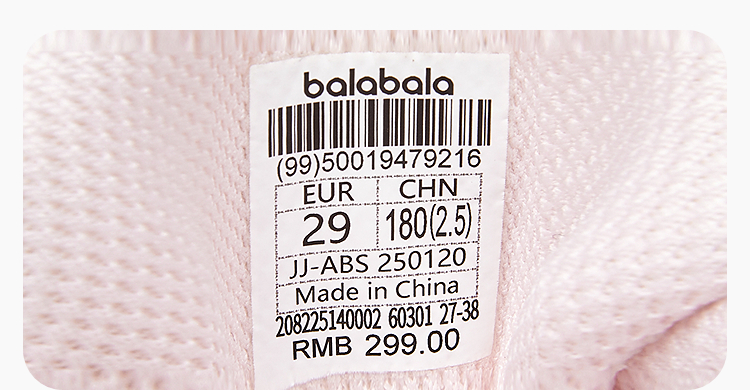 balabala
(99)50019479216
EUR CHN
29 180(2.5)
JJ-ABS 250120
Made in China
208225140002 60301 27-38
RMB 299.00